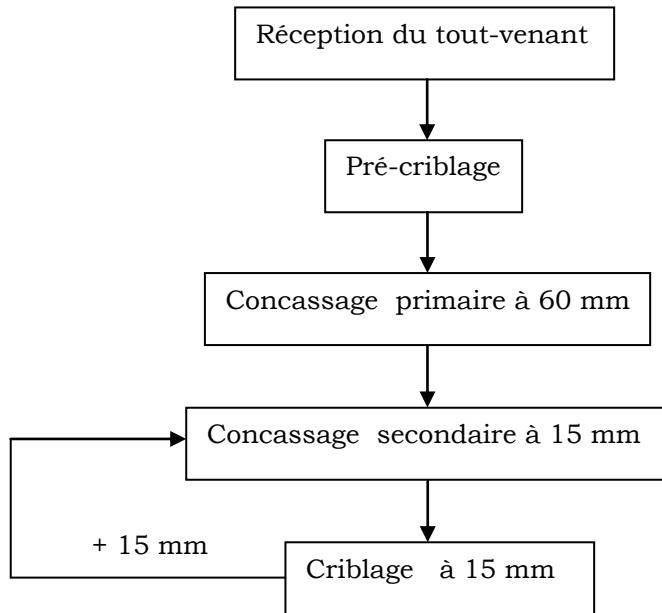 Réception du tout-venant
Pré-criblage
Concassage primaire à 60 mm
Concassage secondaire à 15 mm
+ 15 mm
Criblage à 15 mm